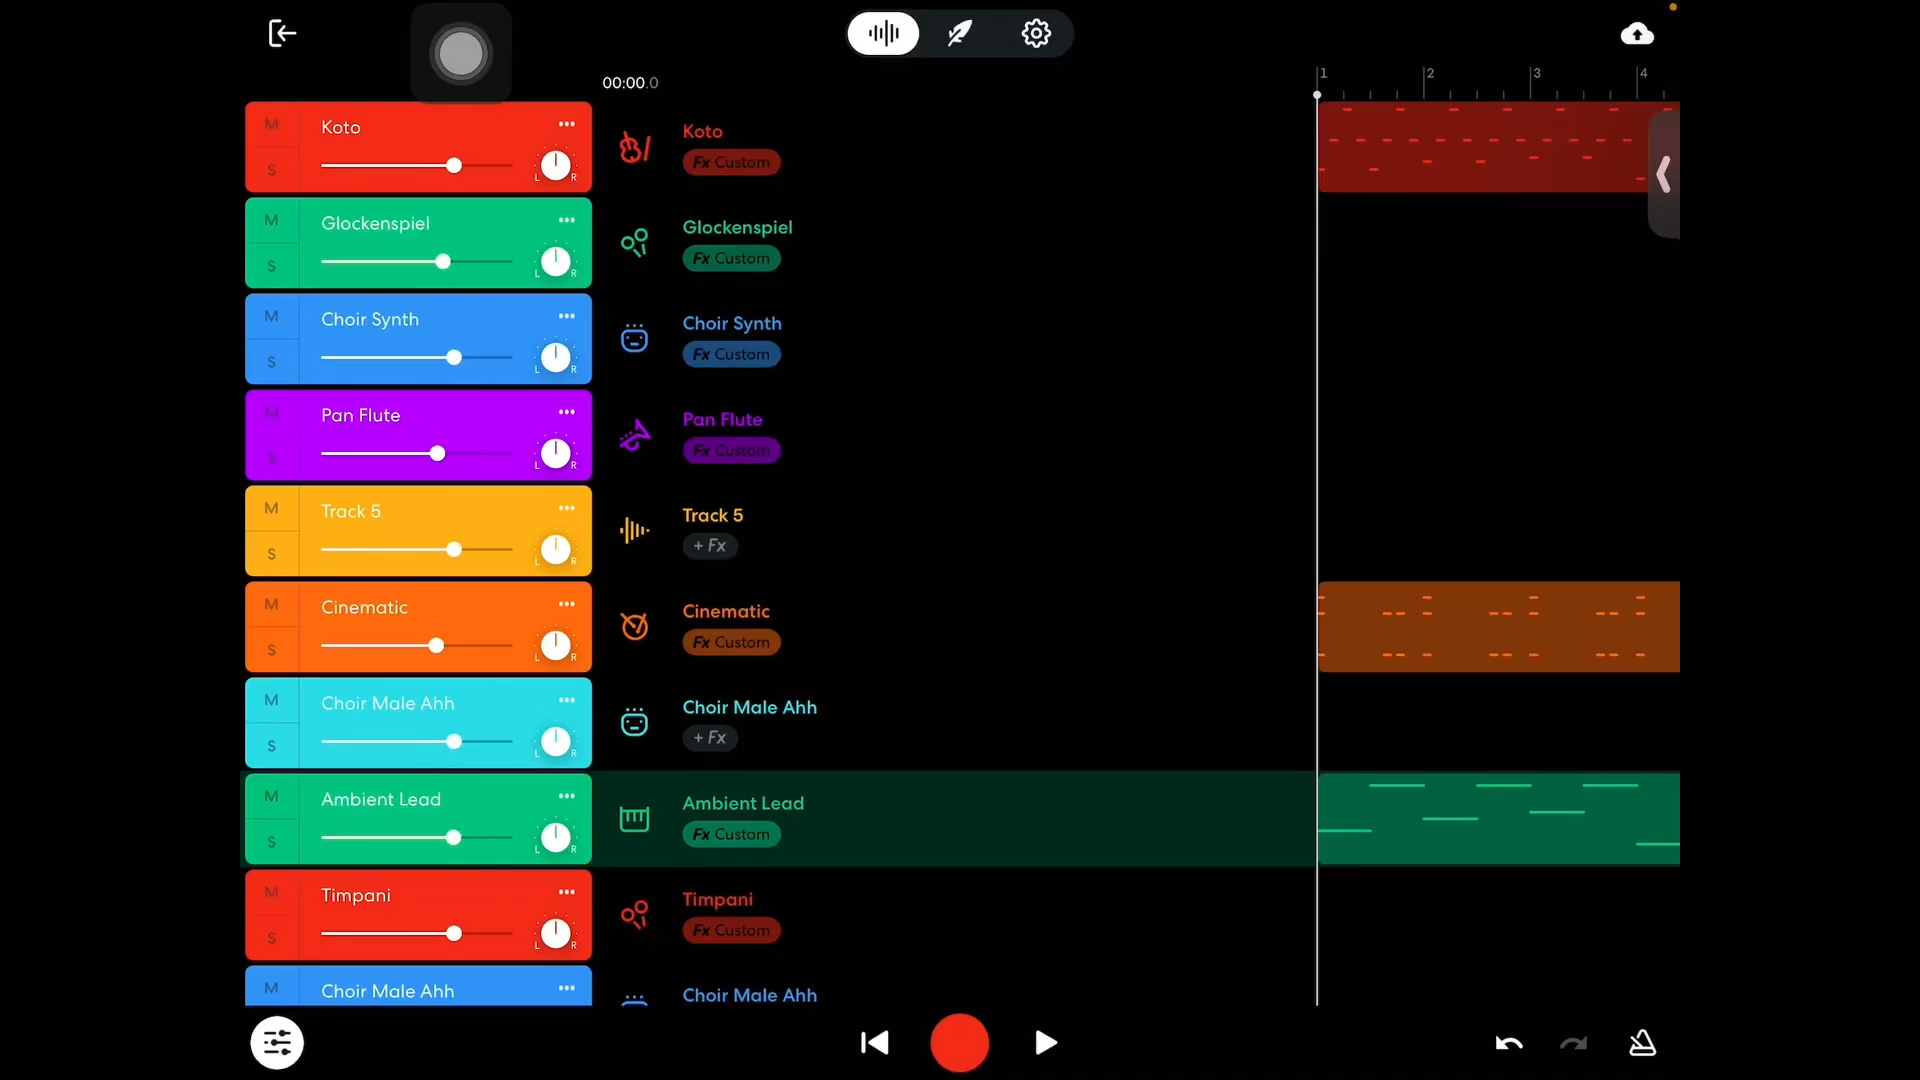 00:00.0
1 2 3 4
M Koto
S L R
Koto
Fx Custom
M Glockenspiel
S L R
Glockenspiel
Fx Custom
M Choir Synth
S L R
Choir Synth
Fx Custom
M Pan Flute
S L R
Pan Flute
Fx Custom
M Track 5
S L R
Track 5
+ Fx
M Cinematic
S L R
Cinematic
Fx Custom
M Choir Male Ahh
S L R
Choir Male Ahh
+ Fx
M Ambient Lead
S L R
Ambient Lead
Fx Custom
M Timpani
S L R
Timpani
Fx Custom
M Choir Male Ahh
Choir Male Ahh